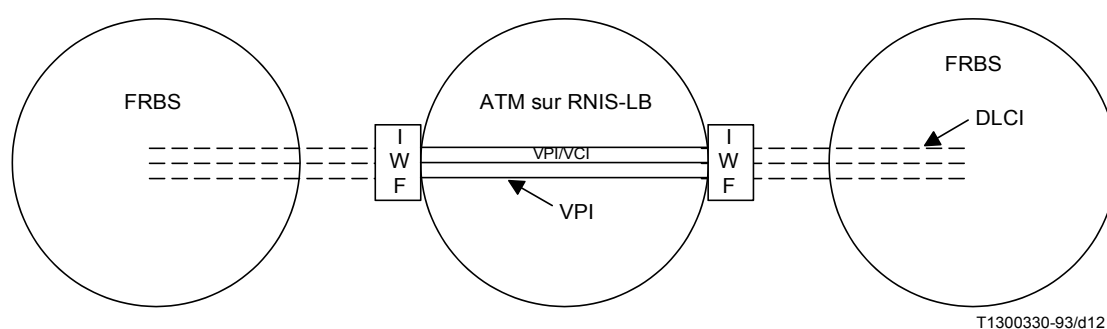 FRBS
ATM sur RNIS-LB
FRBS
DLCI
I
W
F
VPI/VCI
I
W
F
VPI
T1300330-93/d12